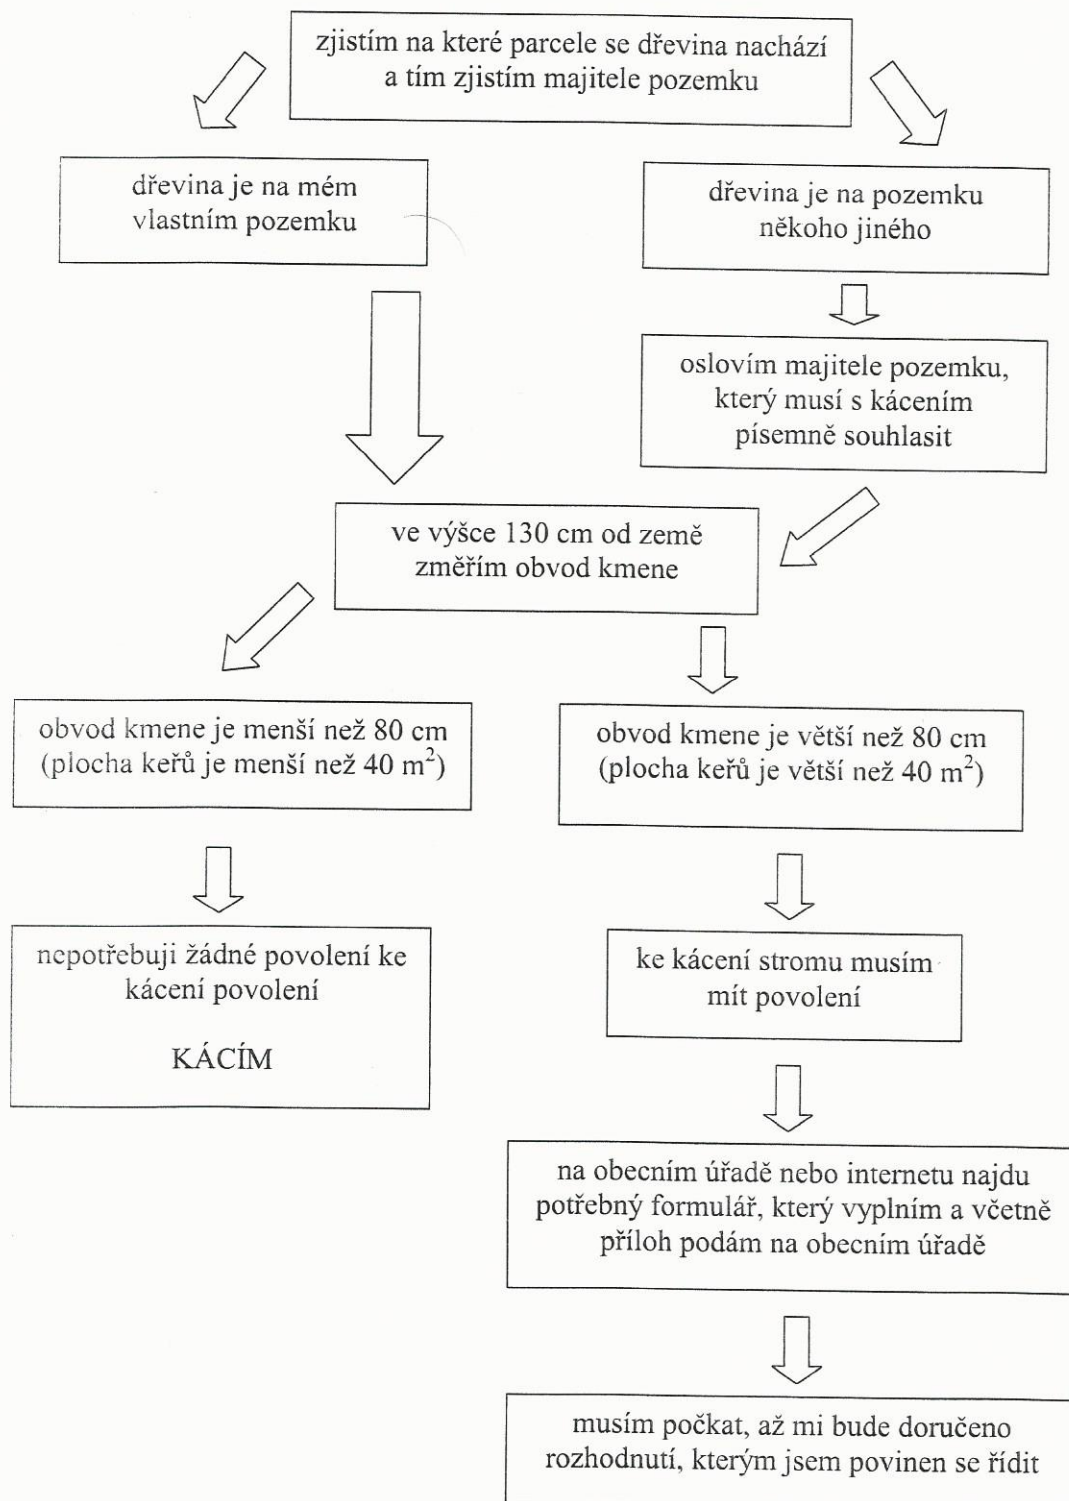 zjistím na které parcele se dřevina nachází
a tím zjistím majitele pozemku
dřevina je na mém
vlastním pozemku
dřevina je na pozemku
někoho jiného
oslovím majitele pozemku,
který musí s kácením
písemně souhlasit
ve výšce 130 cm od země
změřím obvod kmene
obvod kmene je menší než 80 cm
(plocha keřů je menší než 40 m²)
obvod kmene je větší než 80 cm
(plocha keřů je větší než 40 m²)
nepotřebuji žádné povolení ke
kácení povolení
KÁCÍM
ke kácení stromu musím
mít povolení
na obecním úřadě nebo internetu najdu
potřebný formulář, který vyplním a včetně
příloh podám na obecním úřadě
musím počkat, až mi bude doručeno
rozhodnutí, kterým jsem povinen se řídit